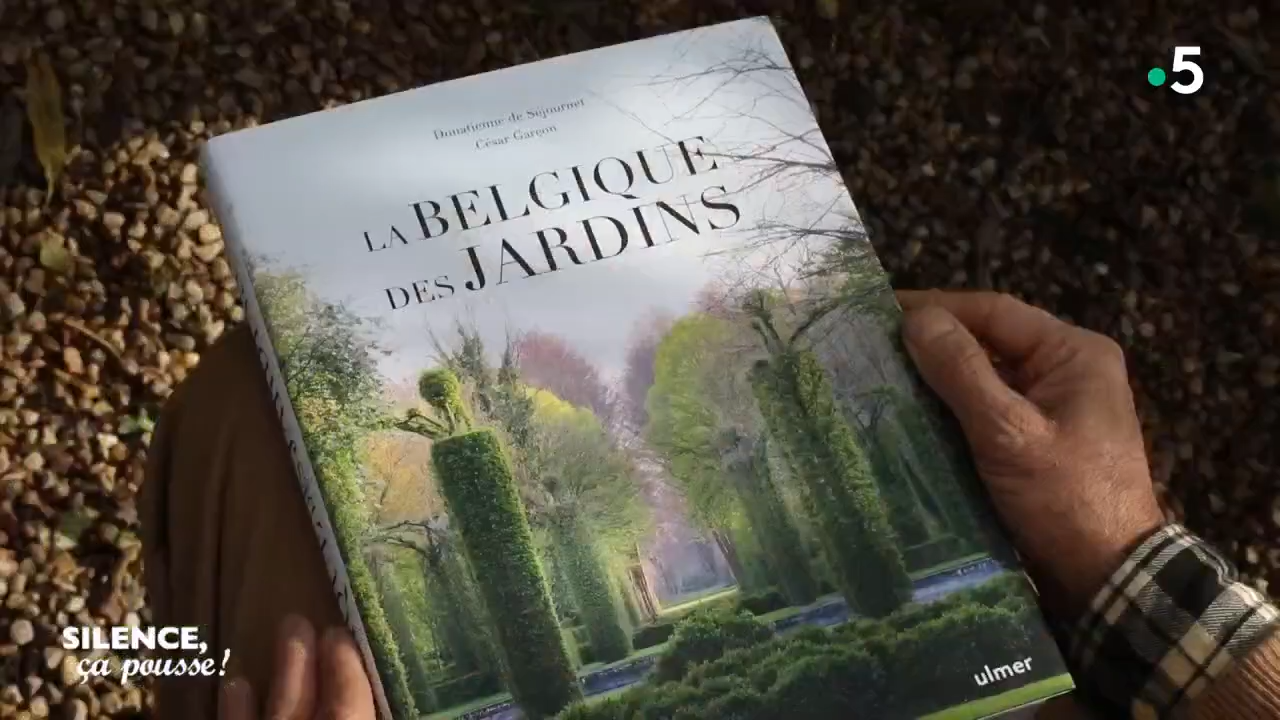 5
Donatienne de Séjournet
César Garçon
LA BELGIQUE
DES JARDINS
ulmer
SILENCE,
ça pousse!